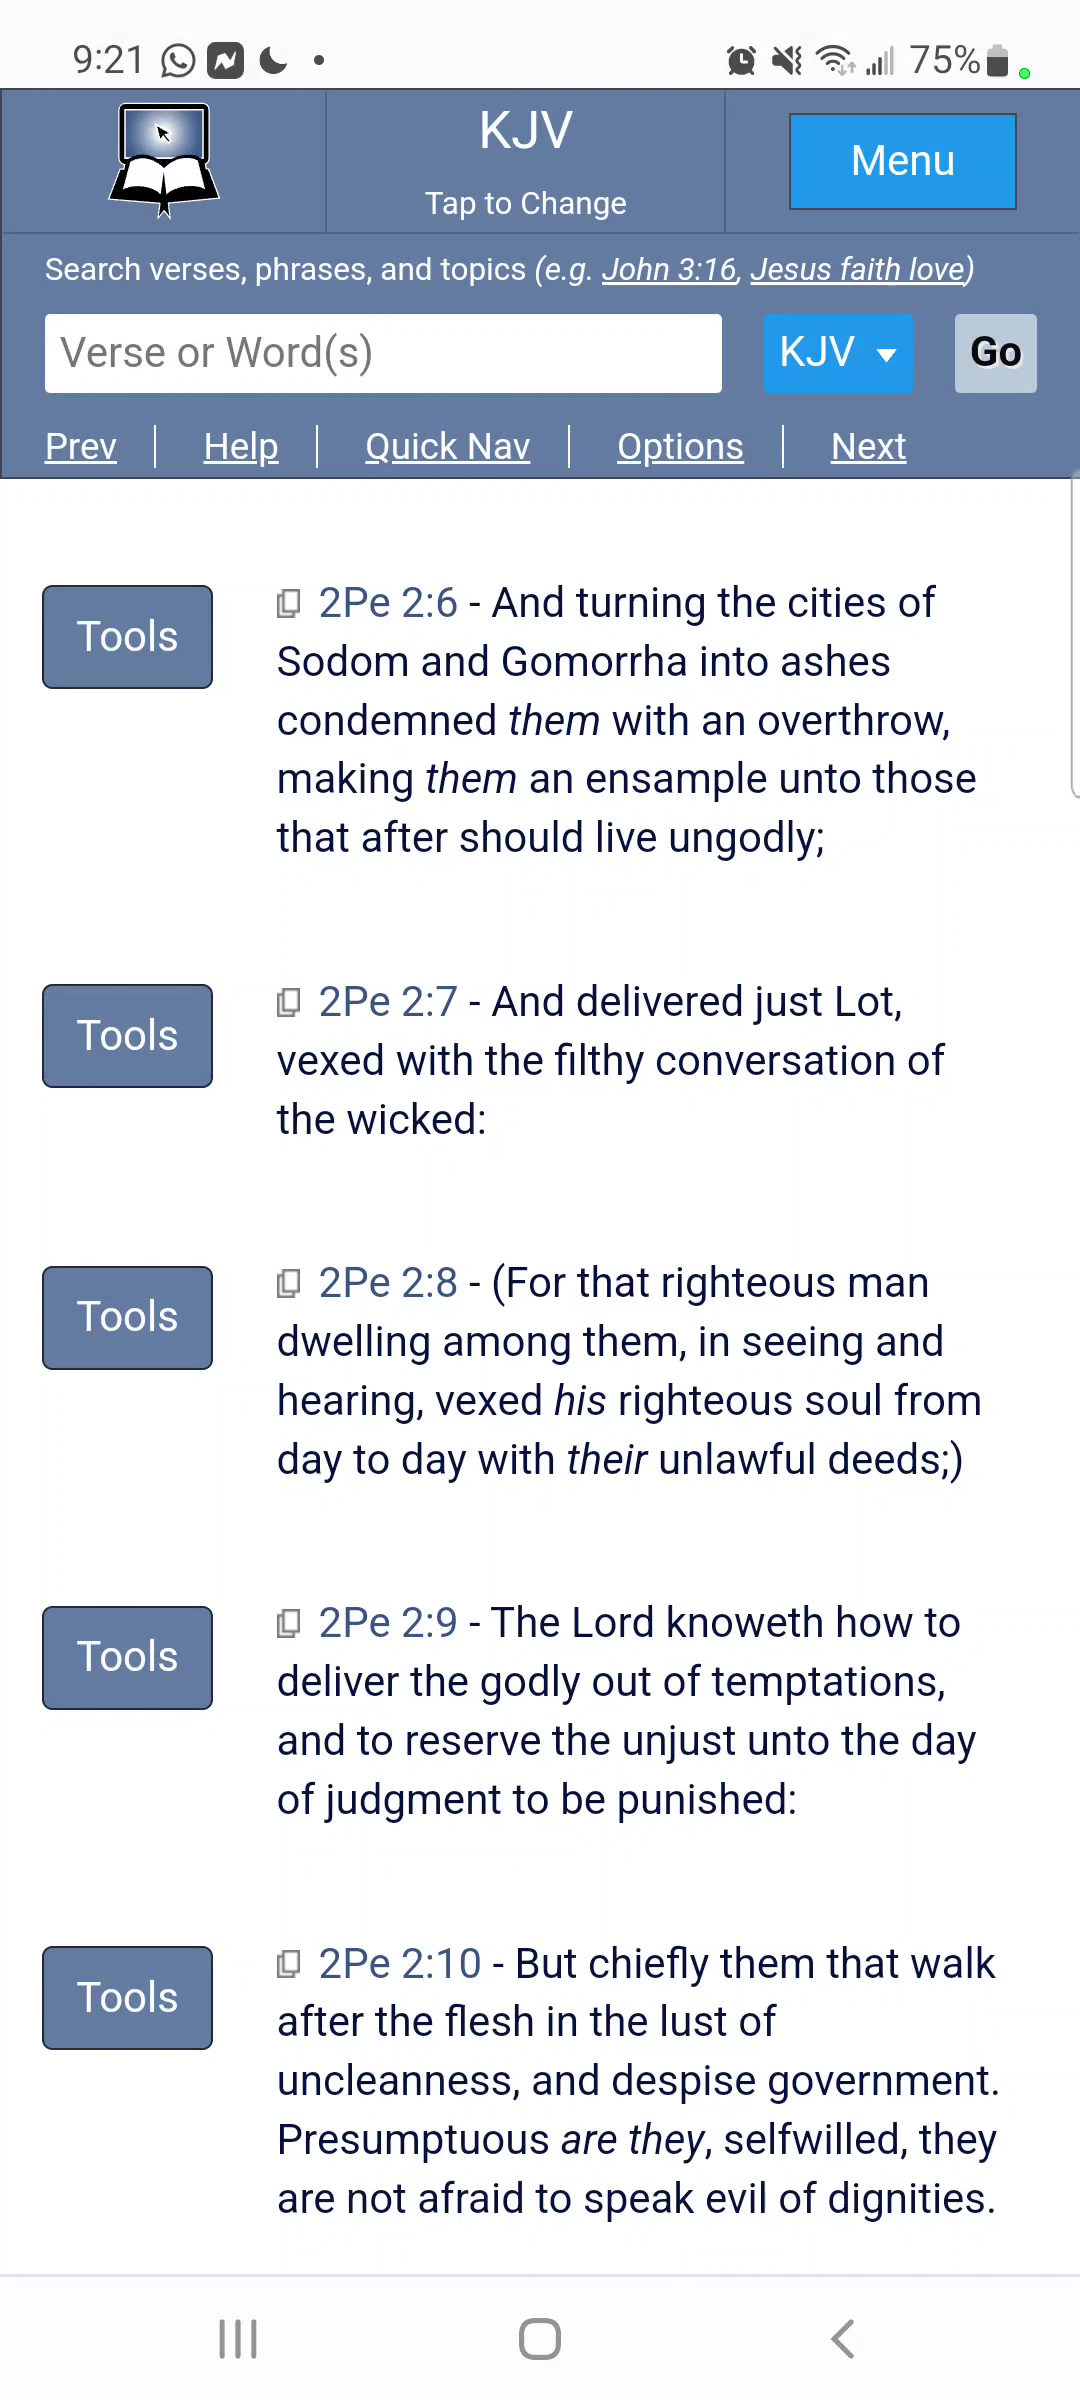 9:21 75%
KJV
Tap to Change
Menu
Search verses, phrases, and topics (e.g. John 3:16, Jesus faith love)
Verse or Word(s) KJV Go
Prev Help Quick Nav Options Next
Tools
2Pe 2:6 - And turning the cities of
Sodom and Gomorrha into ashes
condemned them with an overthrow,
making them an ensample unto those
that after should live ungodly;
Tools
2Pe 2:7 - And delivered just Lot,
vexed with the filthy conversation of
the wicked:
Tools
2Pe 2:8 - (For that righteous man
dwelling among them, in seeing and
hearing, vexed his righteous soul from
day to day with their unlawful deeds;)
Tools
2Pe 2:9 - The Lord knoweth how to
deliver the godly out of temptations,
and to reserve the unjust unto the day
of judgment to be punished:
Tools
2Pe 2:10 - But chiefly them that walk
after the flesh in the lust of
uncleanness, and despise government.
Presumptuous are they, selfwilled, they
are not afraid to speak evil of dignities.